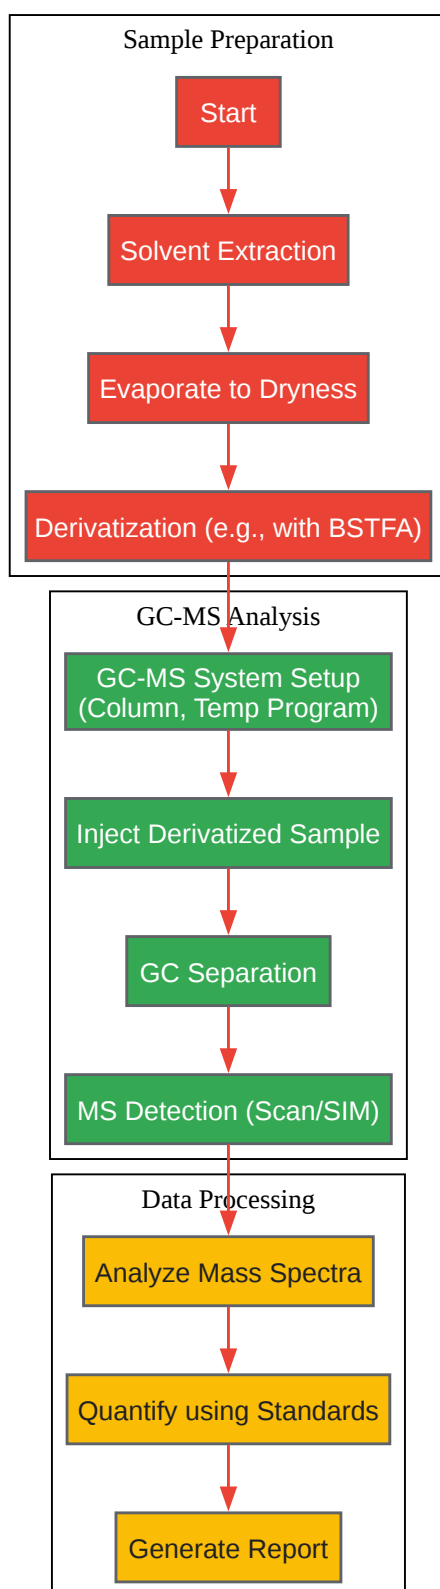 Sample Preparation
Start
Solvent Extraction
Evaporate to Dryness
Derivatization (e.g., with BSTFA)
GC-MS Analysis
GC-MS System Setup
(Column, Temp Program)
Inject Derivatized Sample
GC Separation
MS Detection (Scan/SIM)
Data Processing
Analyze Mass Spectra
Quantify using Standards
Generate Report